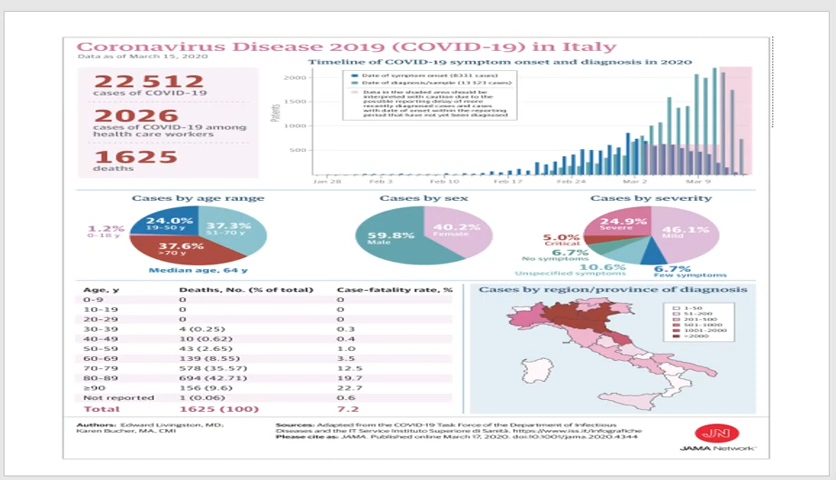 Coronavirus Disease 2019 (COVID-19) in Italy
Data as of March 15, 2020
22 512
cases of COVID-19
2026
cases of COVID-19 among
health care workers
1625
deaths
Timeline of COVID-19 symptom onset and diagnosis in 2020
Patients
2000
1500
1000
500
Date of symptom onset (8331 cases)
Date of diagnosis/sample (13 323 cases)
Data in the shaded area should be
interpreted with caution due to the
possible reporting delay of more
recently diagnosed cases and cases
with date of onset within the reporting
period that have not yet been diagnosed
Jan 28
Feb 3
Feb 10
Feb 17
Feb 24
Mar 2
Mar 9
Cases by age range
1.2%
0-18 y
24.0%
19-50 y
37.3%
51-70 y
37.6%
>70 y
Median age, 64 y
Cases by sex
59.8%
Male
40.2%
Female
Cases by severity
24.9%
Severe
46.1%
Mild
5.0%
Critical
6.7%
No symptoms
10.6%
Unspecified symptoms
6.7%
Few symptoms
Age, y Deaths, No. (% of total) Case-fatality rate, %
0-9 0 0
10-19 0 0
20-29 0 0
30-39 4 (0.25) 0.3
40-49 10 (0.62) 0.4
50-59 43 (2.65) 1.0
60-69 139 (8.55) 3.5
70-79 578 (35.57) 12.5
80-89 694 (42.71) 19.7
≥90 156 (9.6) 22.7
Not reported 1 (0.06) 0.6
Total 1625 (100) 7.2
Cases by region/province of diagnosis
1-50
51-200
201-500
501-1000
1001-2000
>2000
Authors: Edward Livingston, MD;
Karen Bucher, MA, CMI
Sources: Adapted from the COVID-19 Task Force of the Department of Infectious
Diseases and the IT Service Instituto Superiore di Sanità. https://www.iss.it/infografiche
Please cite as: JAMA. Published online March 17, 2020. doi:10.1001/jama.2020.4344
JN
JAMA Network